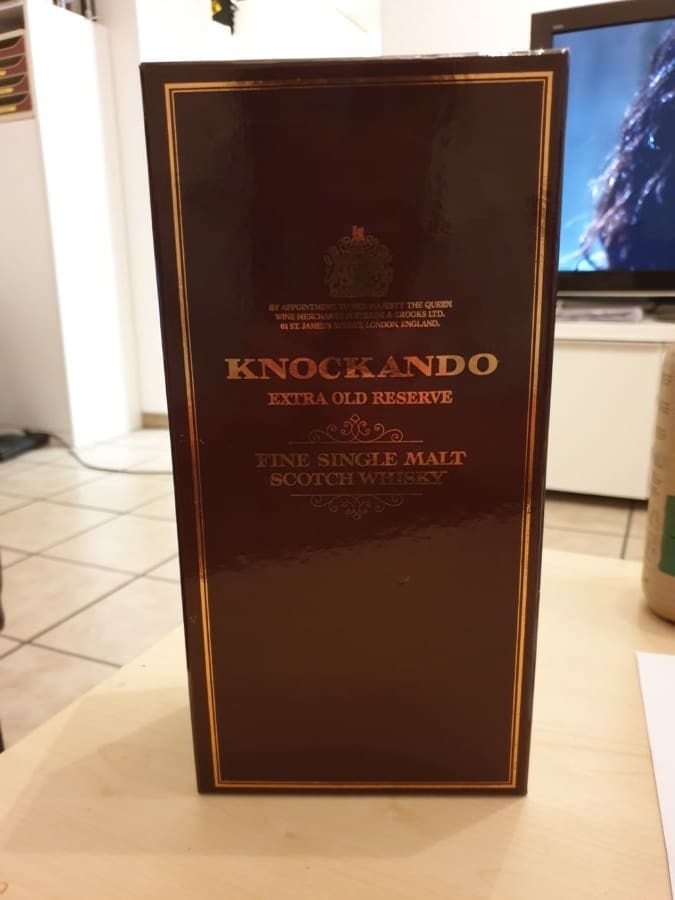 BY APPOINTMENT TO HER MAJESTY THE QUEEN
WINE MERCHANTS JUSTERINI & BROOKS LTD.
61 ST. JAMES'S STREET, LONDON, ENGLAND.
KNOCKANDO
EXTRA OLD RESERVE
FINE SINGLE MALT
SCOTCH WHISKY